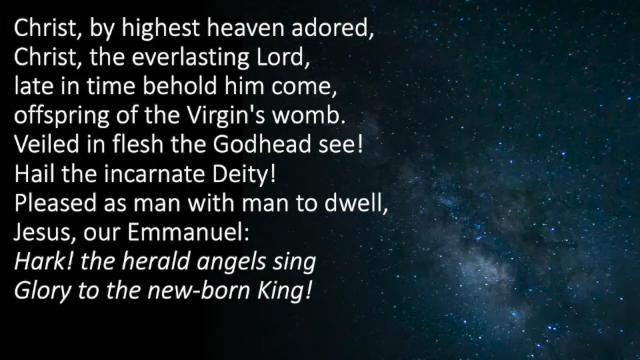 Christ, by highest heaven adored,
Christ, the everlasting Lord,
late in time behold him come,
offspring of the Virgin's womb.
Veiled in flesh the Godhead see!
Hail the incarnate Deity!
Pleased as man with man to dwell,
Jesus, our Emmanuel:
Hark! the herald angels sing
Glory to the new-born King!